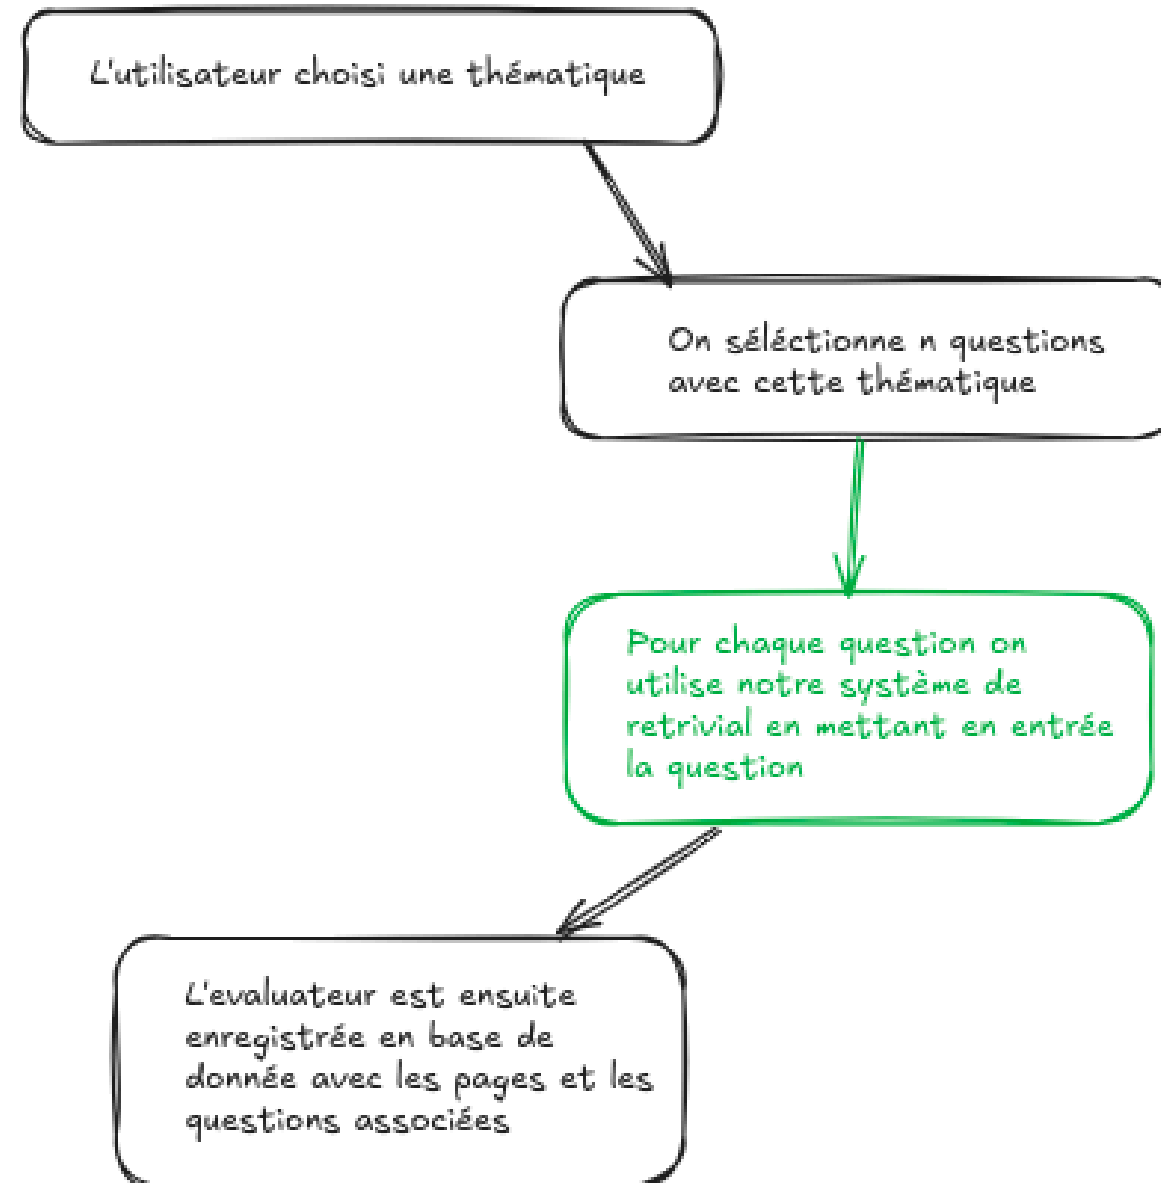 L'utilisateur choisi une thématique
On séléctionne n questions
avec cette thématique
Pour chaque question on
utilise notre système de
retrivial en mettant en entrée
la question
L'evaluateur est ensuite
enregistrée en base de
donnée avec les pages et les
questions associées